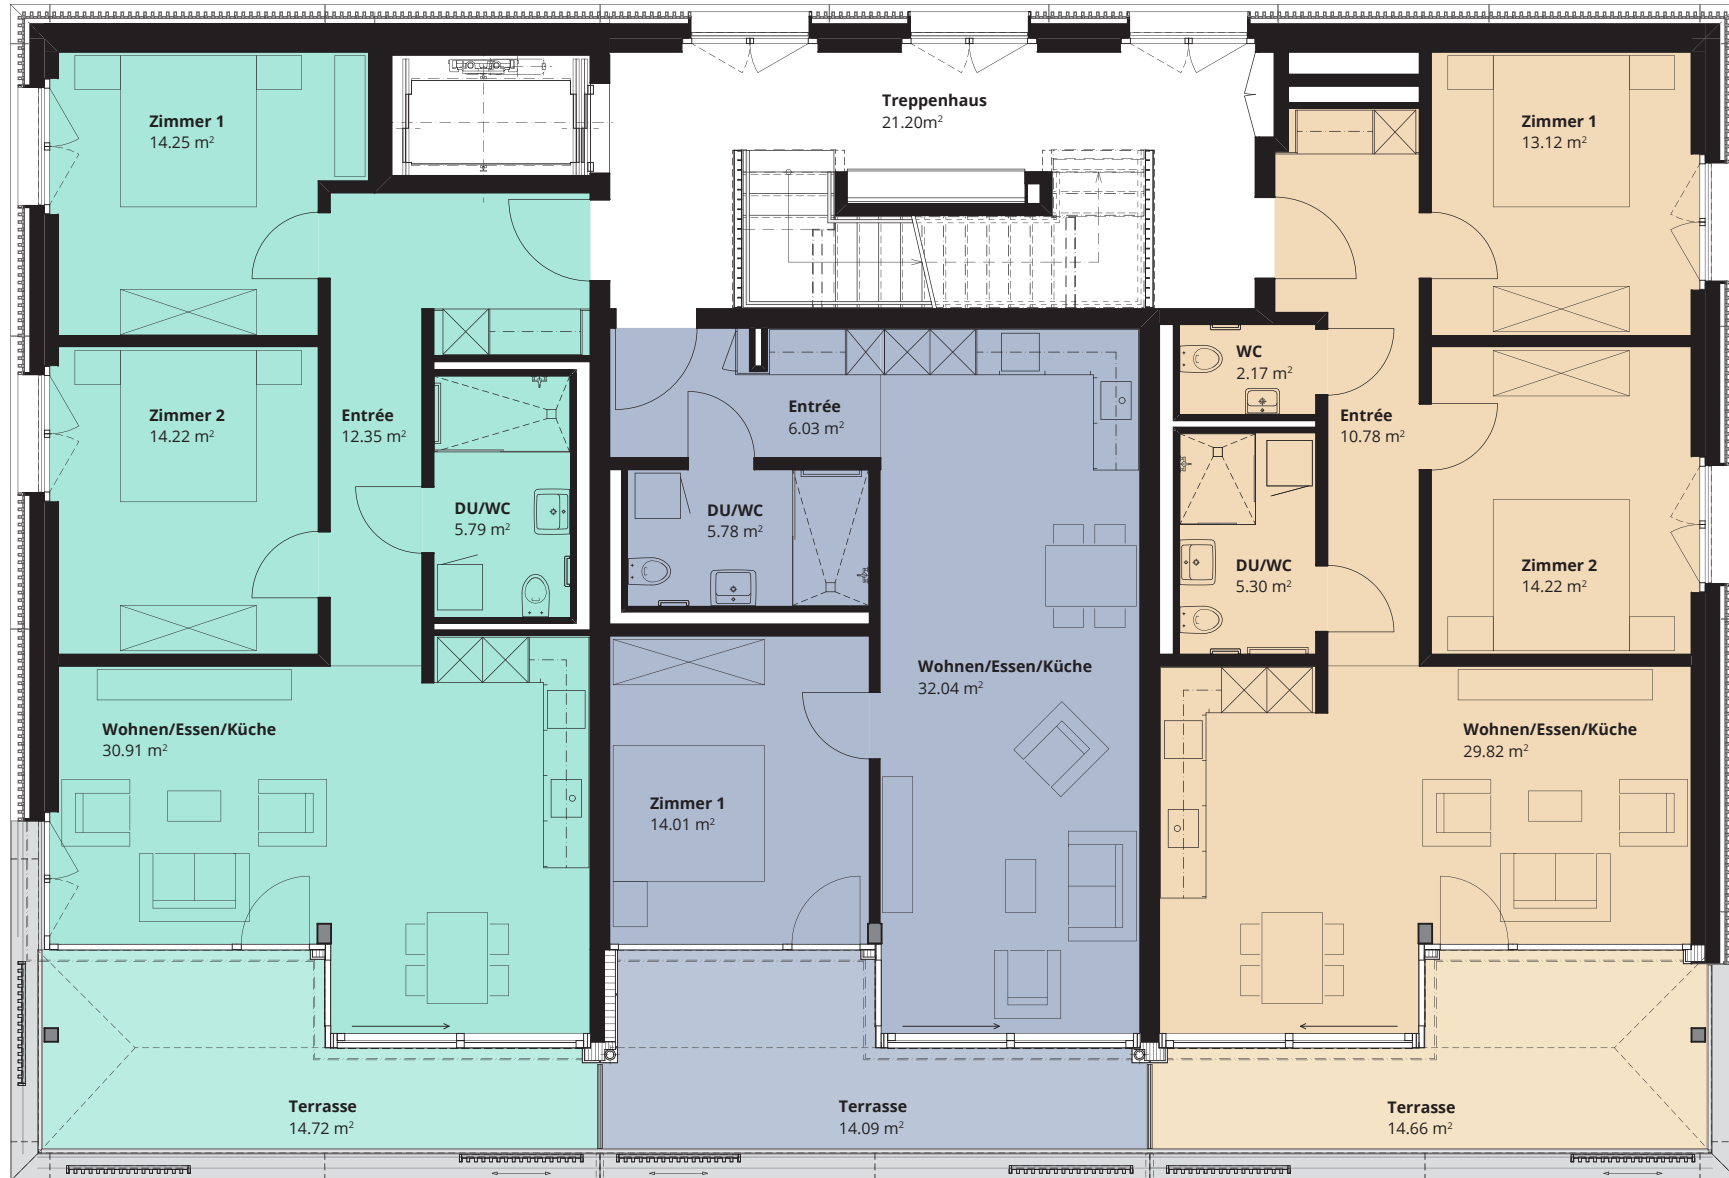 Treppenhaus
21.20m²
Zimmer 1
14.25 m²
Zimmer 1
13.12 m²
WC
2.17 m²
Zimmer 2
14.22 m²
Entrée
12.35 m²
Entrée
6.03 m²
Entrée
10.78 m²
DU/WC
5.79 m²
DU/WC
5.78 m²
DU/WC
5.30 m²
Zimmer 2
14.22 m²
Wohnen/Essen/Küche
32.04 m²
Wohnen/Essen/Küche
30.91 m²
Wohnen/Essen/Küche
29.82 m²
Zimmer 1
14.01 m²
Terrasse
14.72 m²
Terrasse
14.09 m²
Terrasse
14.66 m²